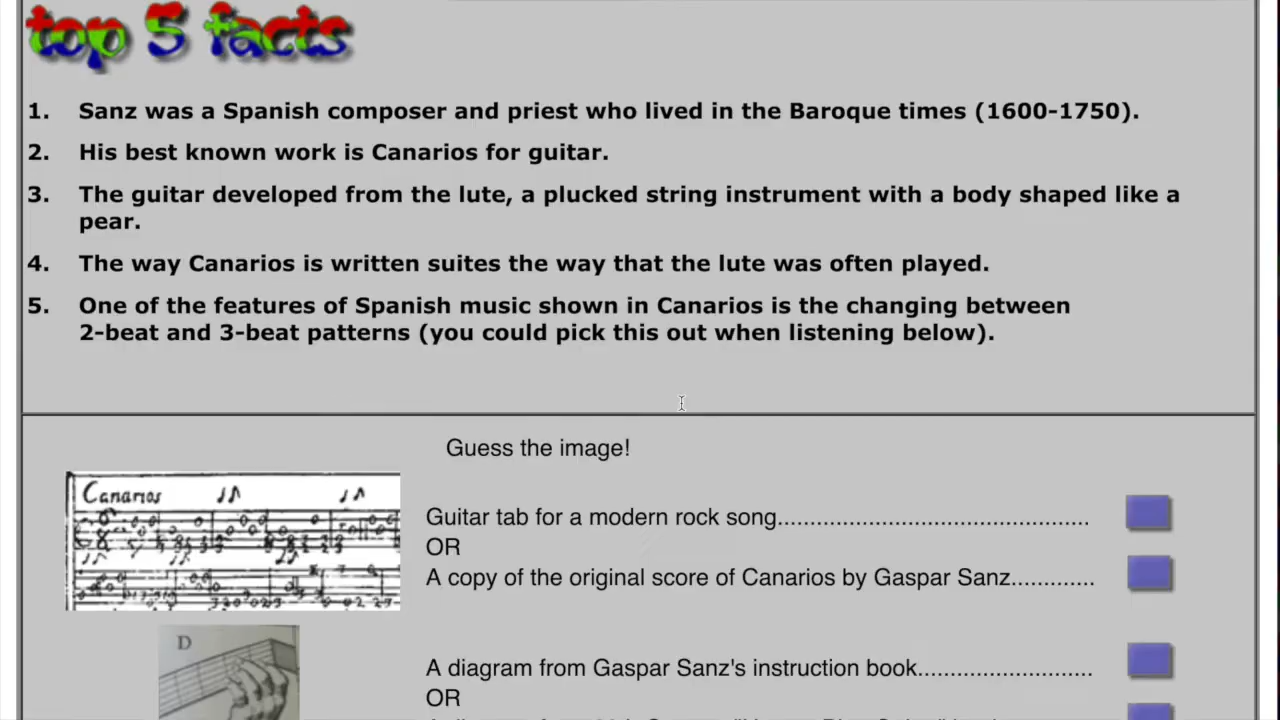 top 5 facts
1. Sanz was a Spanish composer and priest who lived in the Baroque times (1600-1750).
2. His best known work is Canarios for guitar.
3. The guitar developed from the lute, a plucked string instrument with a body shaped like a
pear.
4. The way Canarios is written suites the way that the lute was often played.
5. One of the features of Spanish music shown in Canarios is the changing between
2-beat and 3-beat patterns (you could pick this out when listening below).
Guess the image!
Canarios
Guitar tab for a modern rock song...............................................
OR
A copy of the original score of Canarios by Gaspar Sanz.............
D
A diagram from Gaspar Sanz's instruction book...........................
OR